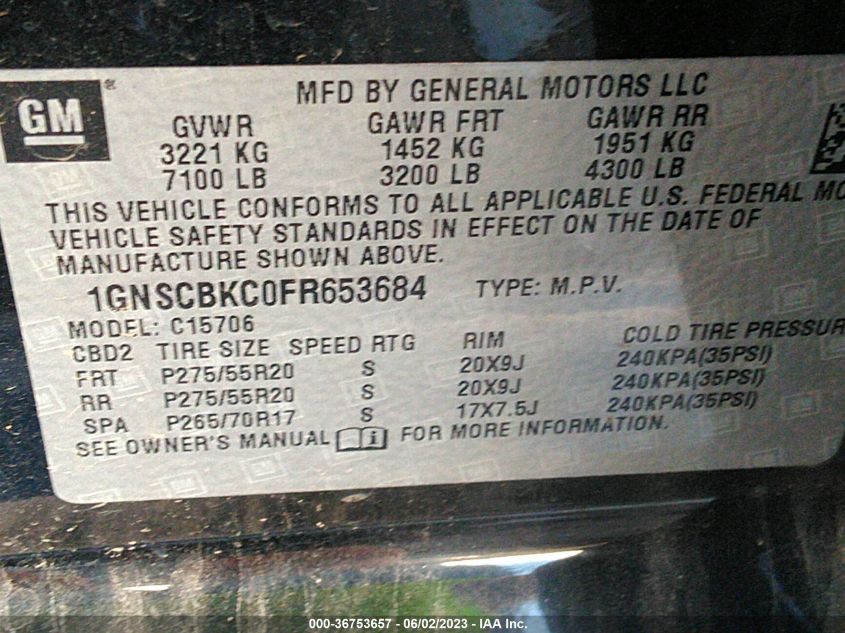 GM®
MFD BY GENERAL MOTORS LLC
GVWR GAWR FRT GAWR RR
3221 KG 1452 KG 1951 KG
7100 LB 3200 LB 4300 LB
THIS VEHICLE CONFORMS TO ALL APPLICABLE U.S. FEDERAL MO
VEHICLE SAFETY STANDARDS IN EFFECT ON THE DATE OF
MANUFACTURE SHOWN ABOVE.
1GNSCBKC0FR653684 TYPE: M.P.V.
MODEL: C15706
CBD2 TIRE SIZE SPEED RTG RIM COLD TIRE PRESSUR
FRT P275/55R20 S 20X9J 240KPA(35PSI)
RR P275/55R20 S 20X9J 240KPA(35PSI)
SPA P265/70R17 S 17X7.5J 240KPA(35PSI)
SEE OWNER'S MANUAL i FOR MORE INFORMATION.
000-36753657 - 06/02/2023 - IAA Inc.